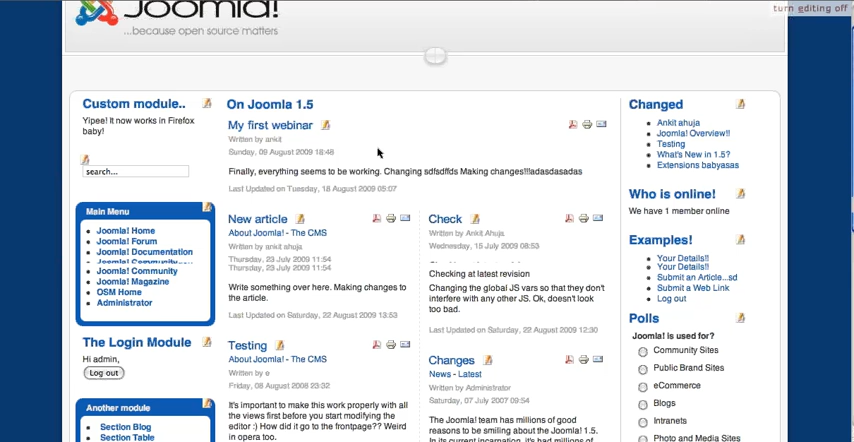 Joomla!
turn editing off
...because open source matters
Custom module..
Yipee! It now works in Firefox
baby!
search...
Main Menu
Joomla! Home
Joomla! Forum
Joomla! Documentation
Joomla! Community
Joomla! Magazine
OSM Home
Administrator
The Login Module
Hi admin,
Log out
Another module
Section Blog
Section Table
On Joomla 1.5
My first webinar
Written by ankit
Sunday, 09 August 2009 18:48
Finally, everything seems to be working. Changing sdfsdffds Making changes!!!adasdasadas
Last Updated on Tuesday, 18 August 2009 05:07
New article
About Joomla! - The CMS
Written by ankit ahuja
Thursday, 23 July 2009 11:54
Thursday, 23 July 2009 11:54
Write something over here. Making changes to
the article.
Last Updated on Saturday, 22 August 2009 13:53
Testing
About Joomla! - The CMS
Written by e
Friday, 08 August 2008 23:32
It's important to make this work properly with all
the views first before you start modifying the
editor :) How did it go to the frontpage?? Weird
in opera too.
Check
Written by Ankit Ahuja
Wednesday, 15 July 2009 08:53
Checking at latest revision
Changing the global JS vars so that they don't
interfere with any other JS. Ok, doesn't look
too bad.
Last Updated on Saturday, 22 August 2009 12:30
Changes
News - Latest
Written by Administrator
Saturday, 07 July 2007 09:54
The Joomla! team has millions of good
reasons to be smiling about the Joomla! 1.5.
In its current incarnation, it's had millions of
Changed
Ankit ahuja
Joomla! Overview!!
Testing
What's New in 1.5?
Extensions babyasas
Who is online!
We have 1 member online
Examples!
Your Details!!
Your Details!!
Submit an Article...sd
Submit a Web Link
Log out
Polls
Joomla! is used for?
Community Sites
Public Brand Sites
eCommerce
Blogs
Intranets
Photo and Media Sites